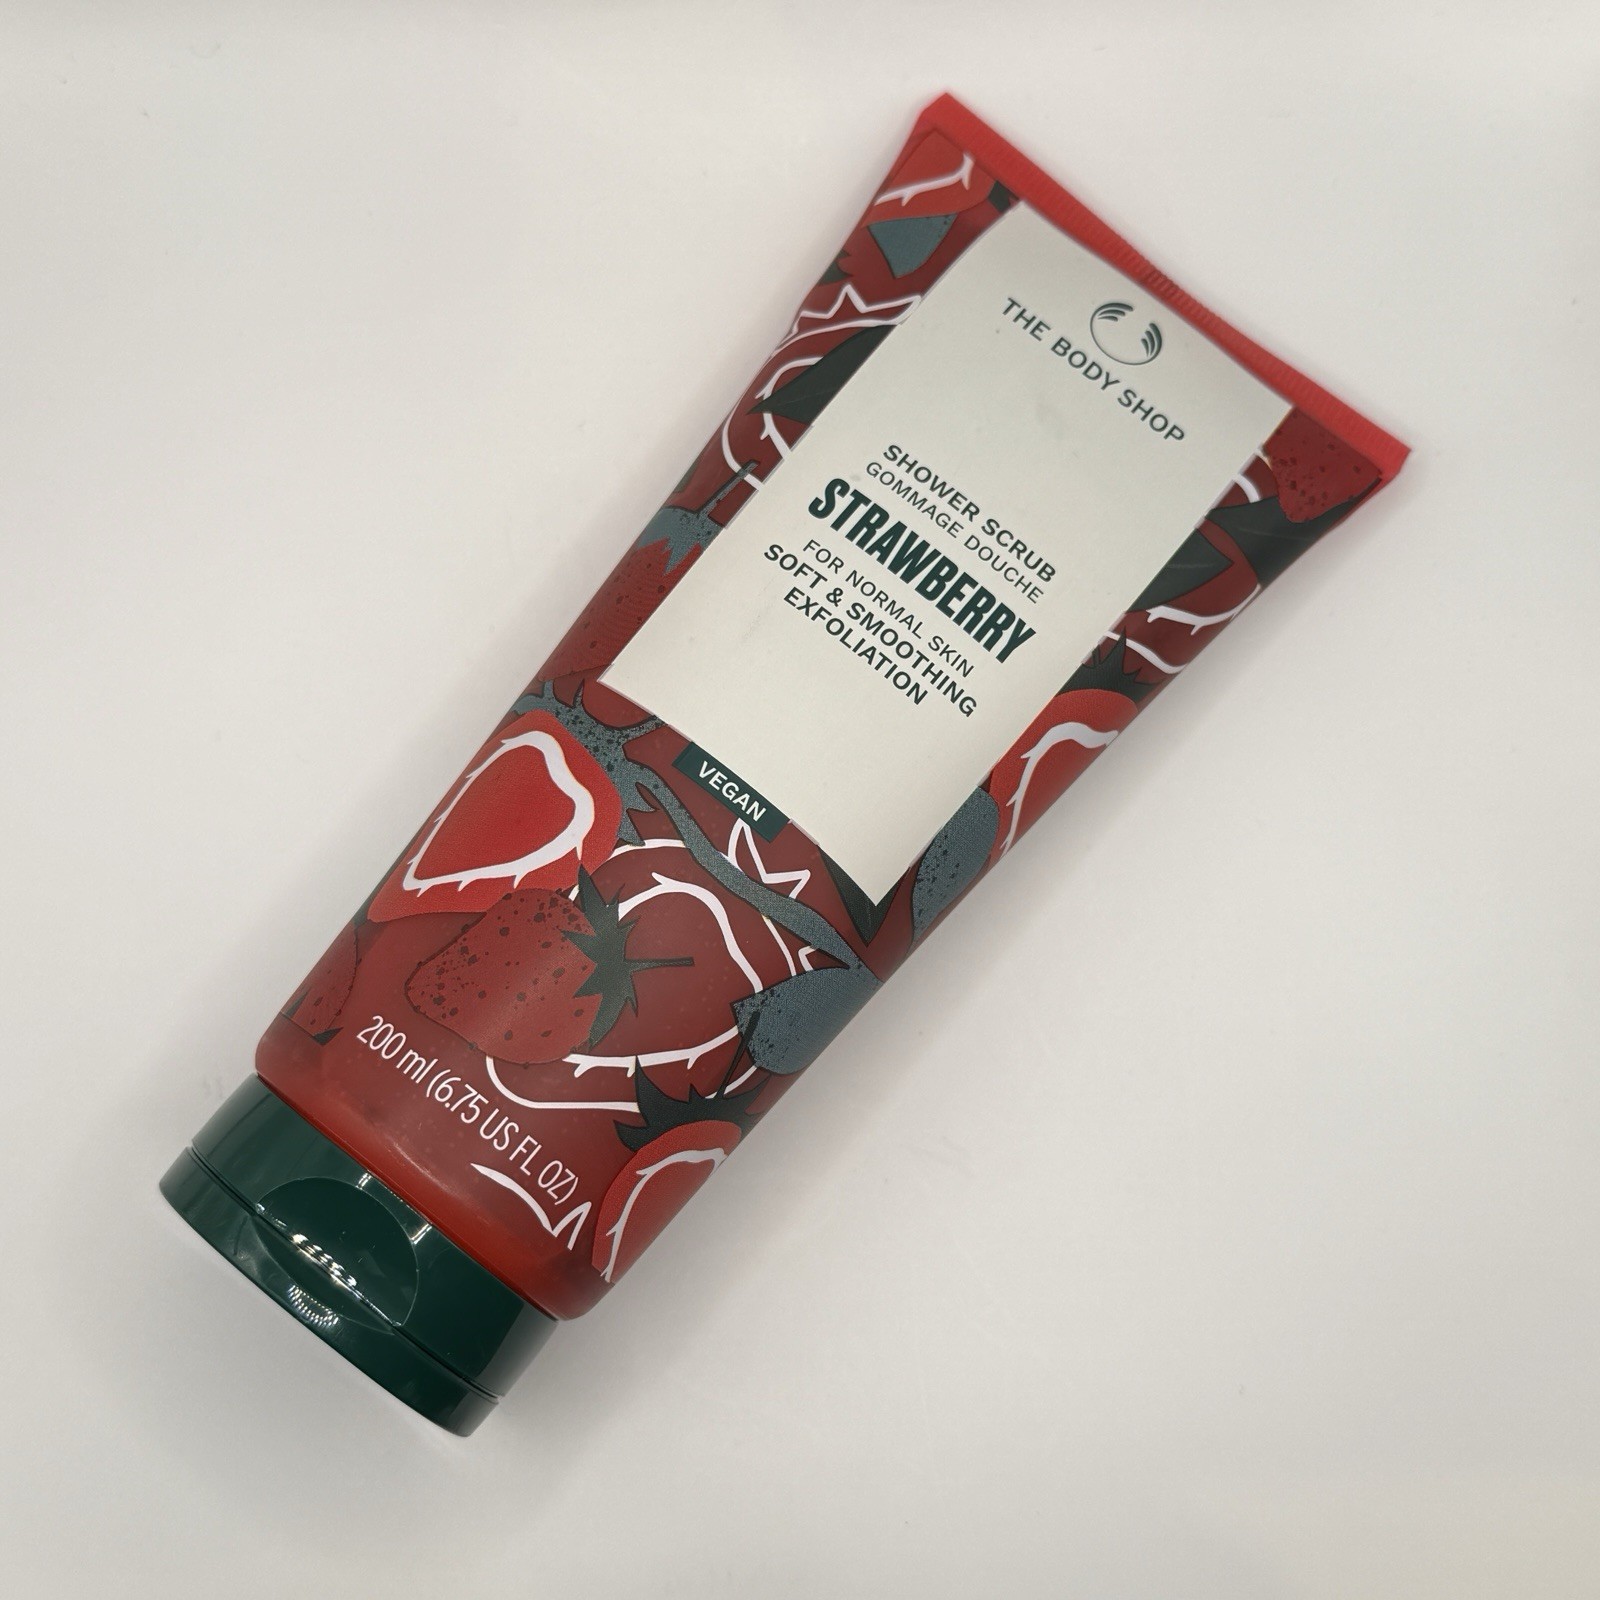 THE BODY SHOP
SHOWER SCRUB
GOMMAGE DOUCHE
STRAWBERRY
FOR NORMAL SKIN
SOFT & SMOOTHING
EXFOLIATION
VEGAN
200 ml (6.75 US FL OZ)